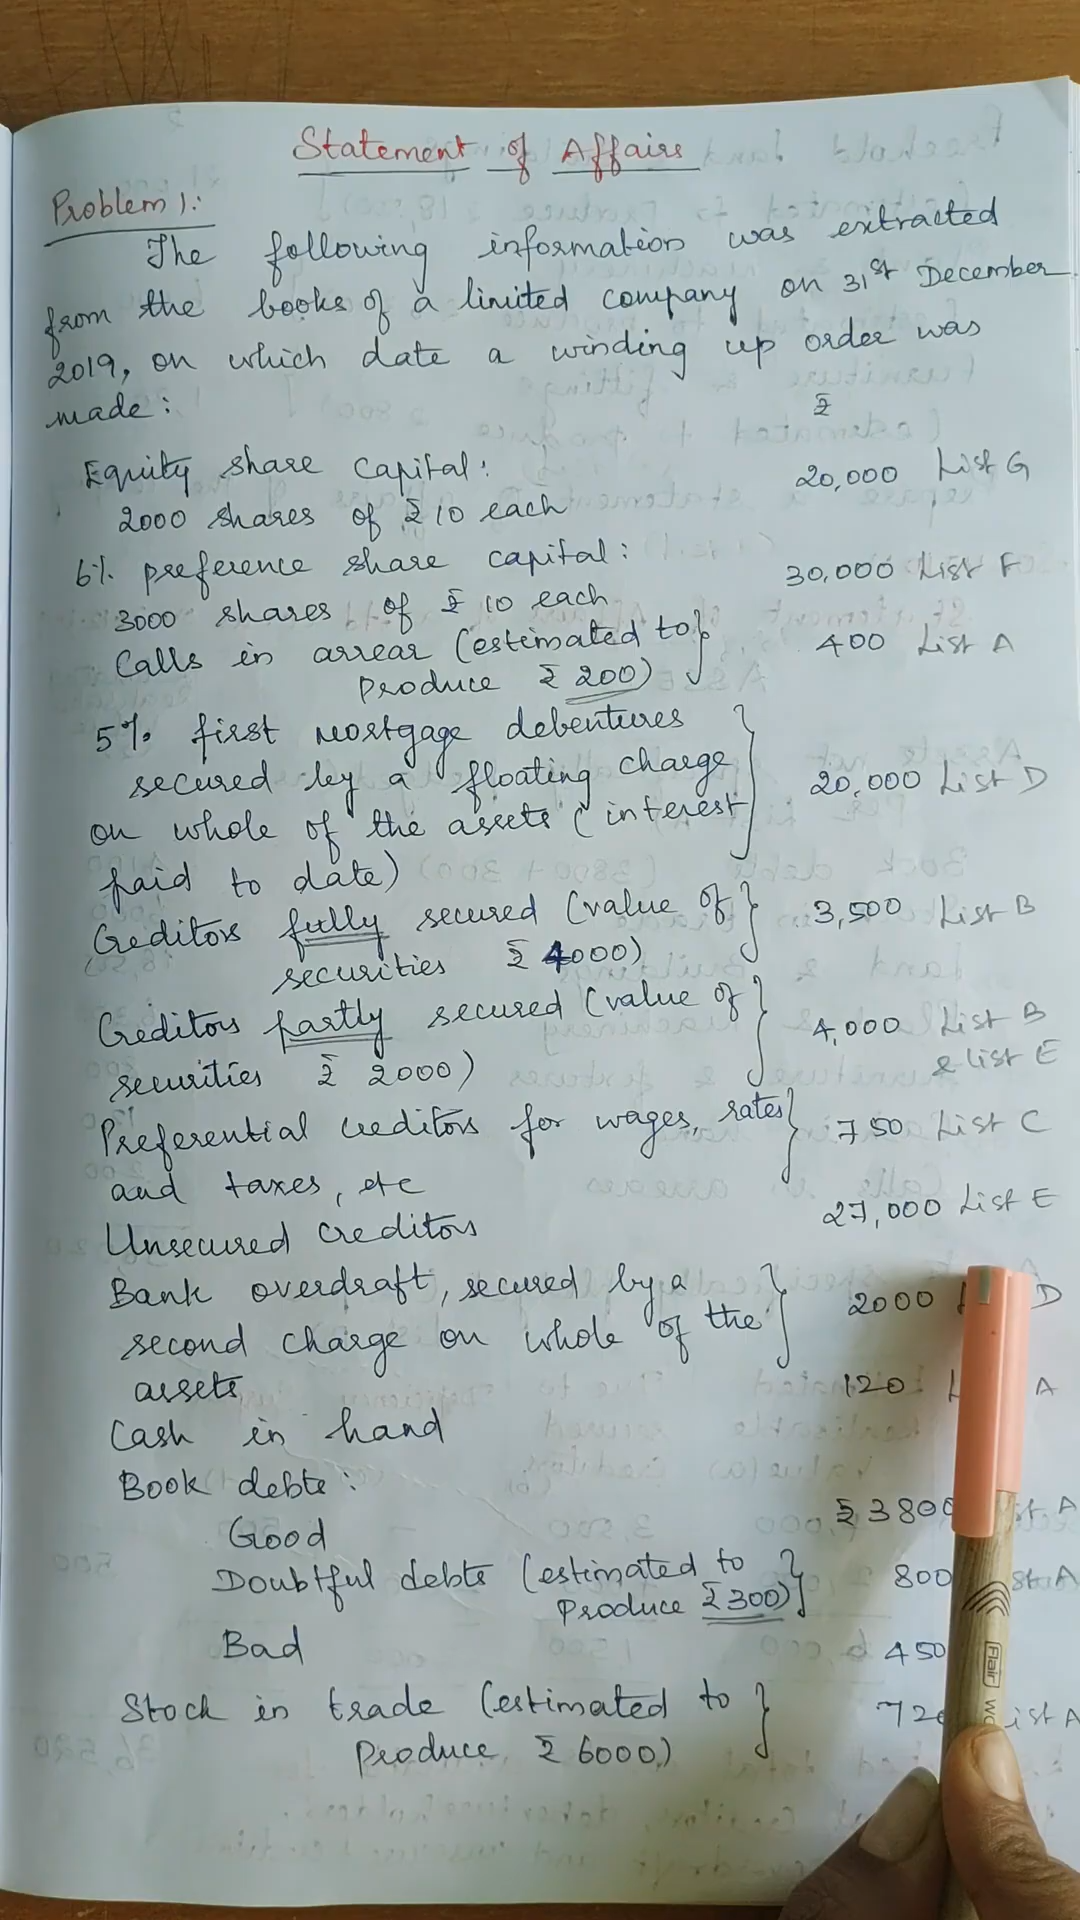 Statement of Affairs
Problem 1:
The following information was extracted
from the books of a limited company on 31st December
2019, on which date a winding up order was
made:
₹
Equity share capital:
2000 shares of ₹ 10 each 20,000 List G
6% preference share capital:
3000 shares of ₹ 10 each 30,000 List F
Calls in arrear (estimated to 400 List A
Produce ₹ 200)
5% first mortgage debentures
secured by a floating charge 20,000 List D
on whole of the assets (interest
paid to date)
Creditors fully secured (value of 3,500 List B
securities ₹ 4000)
Creditors partly secured (value of 4,000 List B
securities ₹ 2000) & List E
Preferential creditors for wages, rates 750 List C
and taxes, etc
Unsecured creditors 27,000 List E
Bank overdraft, secured by a 2000 D
second charge on whole of the
assets
Cash in hand 120 A
Book debts:
Good ₹ 3800 st A
Doubtful debts (estimated to 800 st A
Produce ₹ 300)
Bad 450
Stock in trade (estimated to 720 ist A
Produce ₹ 6000)
Flair
WO